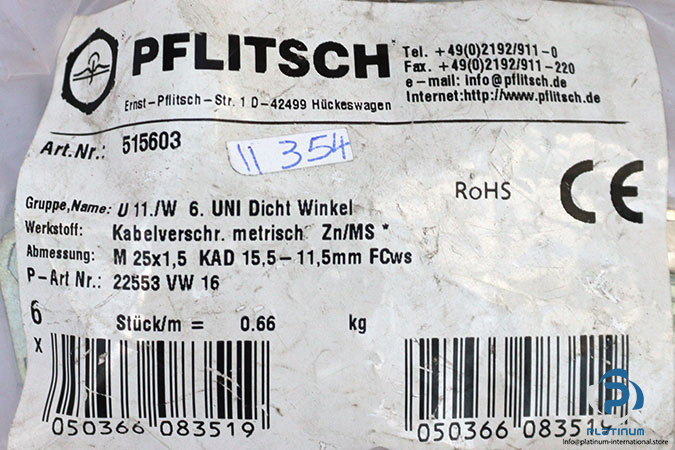 PFLITSCH
Tel. +49(0)2192/911-0
Fax. +49(0)2192/911-220
e-mail: info@pflitsch.de
Internet:http://www.pflitsch.de
Ernst-Pflitsch-Str. 1 D-42499 Hückeswagen
Art.Nr.: 515603
11 354
RoHS CE
Gruppe,Name: U 11./W 6. UNI Dicht Winkel
Werkstoff: Kabelverschr. metrisch Zn/MS *
Abmessung: M 25x1,5 KAD 15,5-11,5mm FCws
P-Art Nr.: 22553 VW 16
6 Stück/m = 0.66 kg
x
050366 083519
050366 083519
PLATINUM
info@platinum-international.store